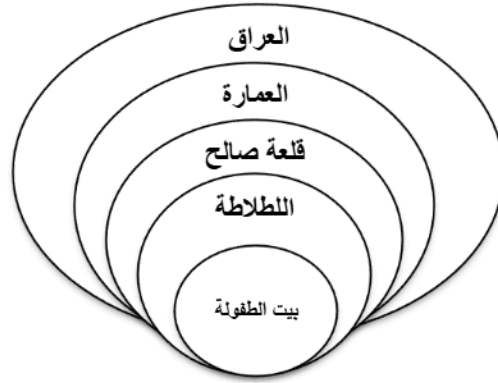 العراق
العمارة
قلعة صالح
اللطلاطة
بيت الطفولة